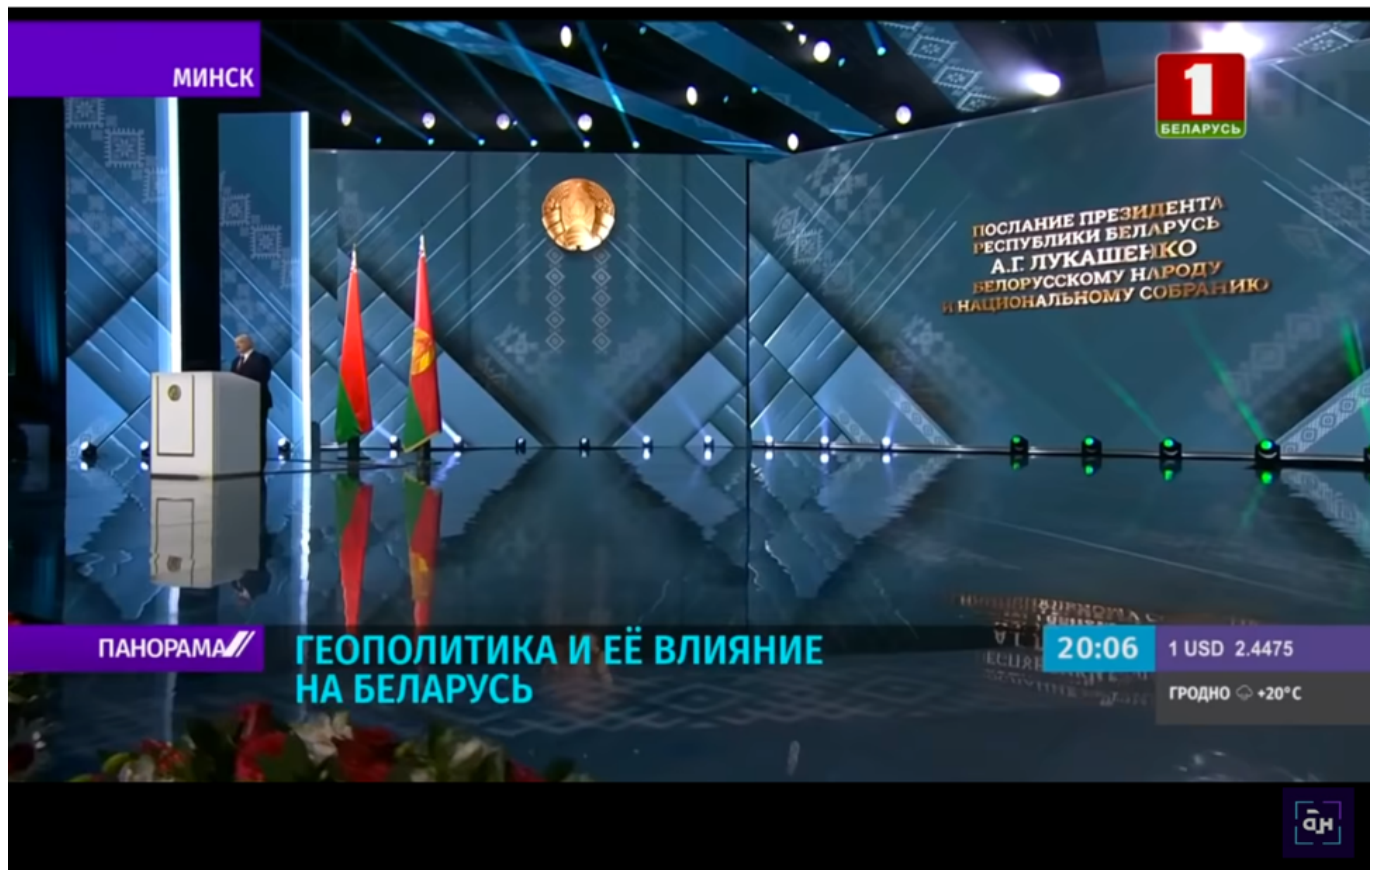 МИНСК
1
БЕЛАРУСЬ
ПОСЛАНИЕ ПРЕЗИДЕНТА
РЕСПУБЛИКИ БЕЛАРУСЬ
А.Г. ЛУКАШЕНКО
БЕЛОРУССКОМУ НАРОДУ
И НАЦИОНАЛЬНОМУ СОБРАНИЮ
ПАНОРАМА
ГЕОПОЛИТИКА И ЕЁ ВЛИЯНИЕ
НА БЕЛАРУСЬ
20:06
1 USD 2.4475
ГРОДНО +20°C